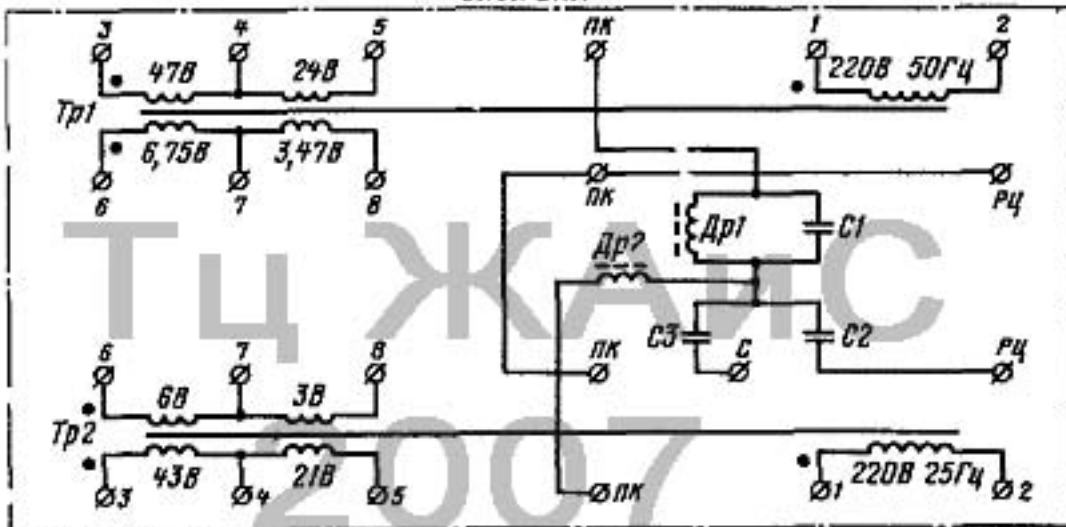 3 4 5 ПК 1 2
47В 24В 220В 50Гц
Тр1
6,75В 3,47В
6 7 8 ПК РЦ
Др1 С1
Др2
Тц ЖАиС
С3 С С2
6 7 8 ПК РЦ
6В 3В
Тр2
2007
43В 21В 220В 25Гц
3 4 5 ПК 1 2